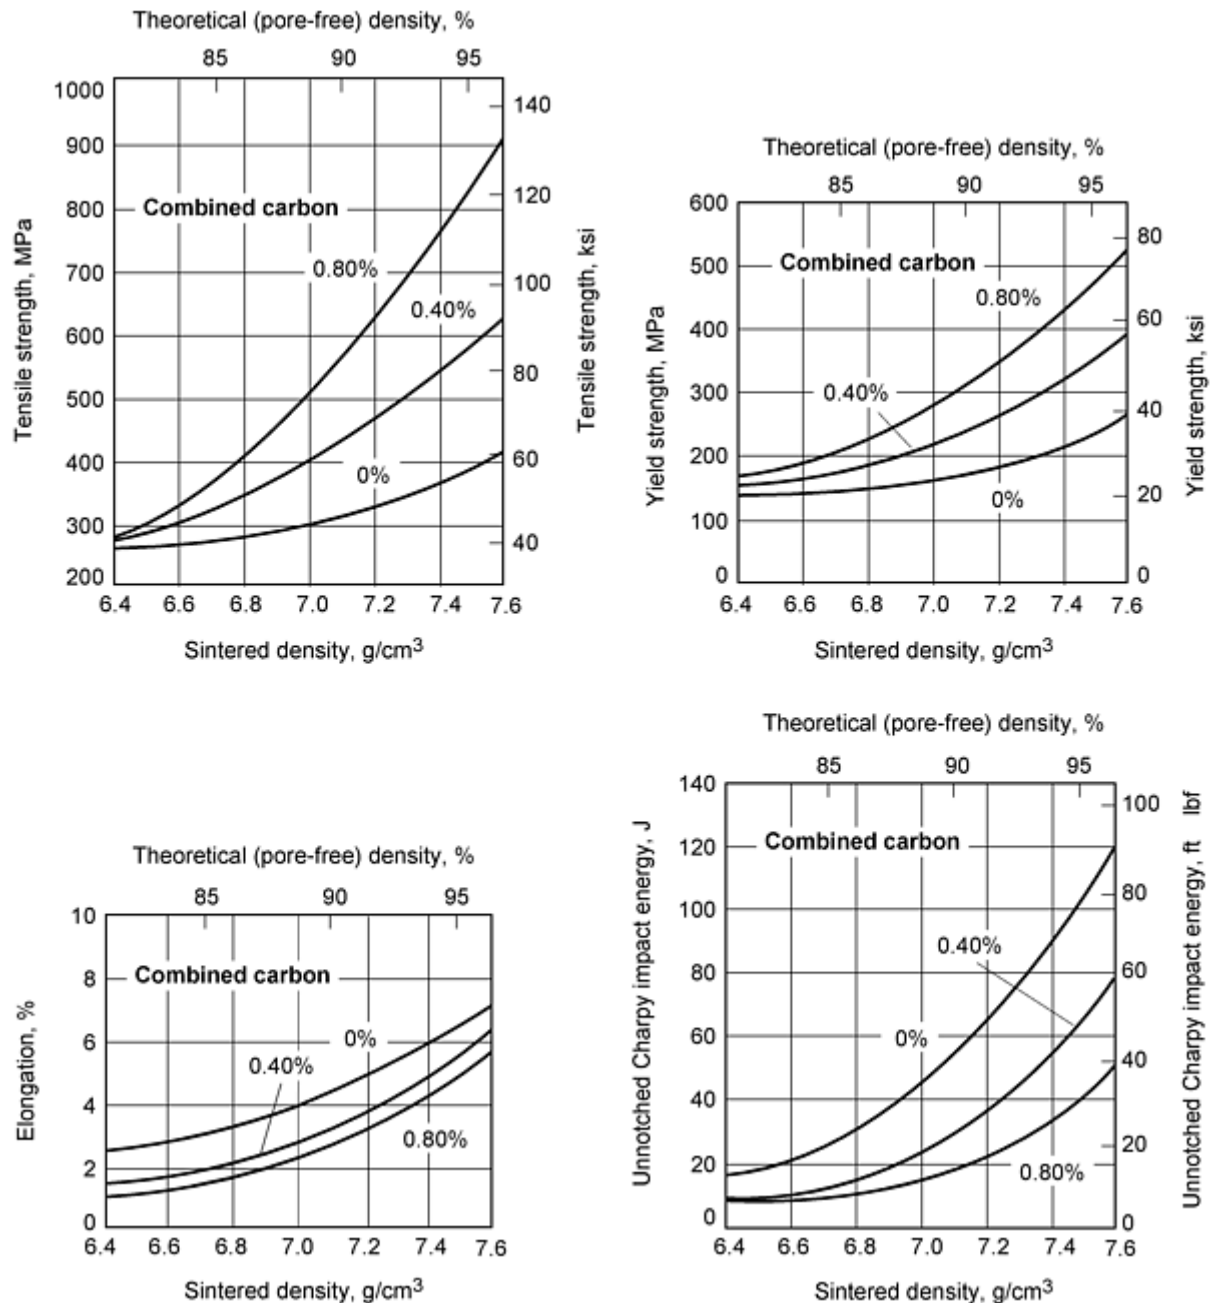 Theoretical (pore-free) density, %
85 90 95
1000
900
800
700
600
500
400
300
200
Tensile strength, MPa
Combined carbon
0.80%
0.40%
0%
140
120
100
80
60
40
Tensile strength, ksi
6.4 6.6 6.8 7.0 7.2 7.4 7.6
Sintered density, g/cm³
Theoretical (pore-free) density, %
85 90 95
600
500
400
300
200
100
0
Yield strength, MPa
Combined carbon
0.80%
0.40%
0%
80
60
40
20
0
Yield strength, ksi
6.4 6.6 6.8 7.0 7.2 7.4 7.6
Sintered density, g/cm³
Theoretical (pore-free) density, %
85 90 95
10
8
6
4
2
0
Elongation, %
Combined carbon
0%
0.40%
0.80%
6.4 6.6 6.8 7.0 7.2 7.4 7.6
Sintered density, g/cm³
Theoretical (pore-free) density, %
85 90 95
140
120
100
80
60
40
20
0
Unnotched Charpy impact energy, J
Combined carbon
0.40%
0%
0.80%
100
80
60
40
20
0
Unnotched Charpy impact energy, ft lbf
6.4 6.6 6.8 7.0 7.2 7.4 7.6
Sintered density, g/cm³